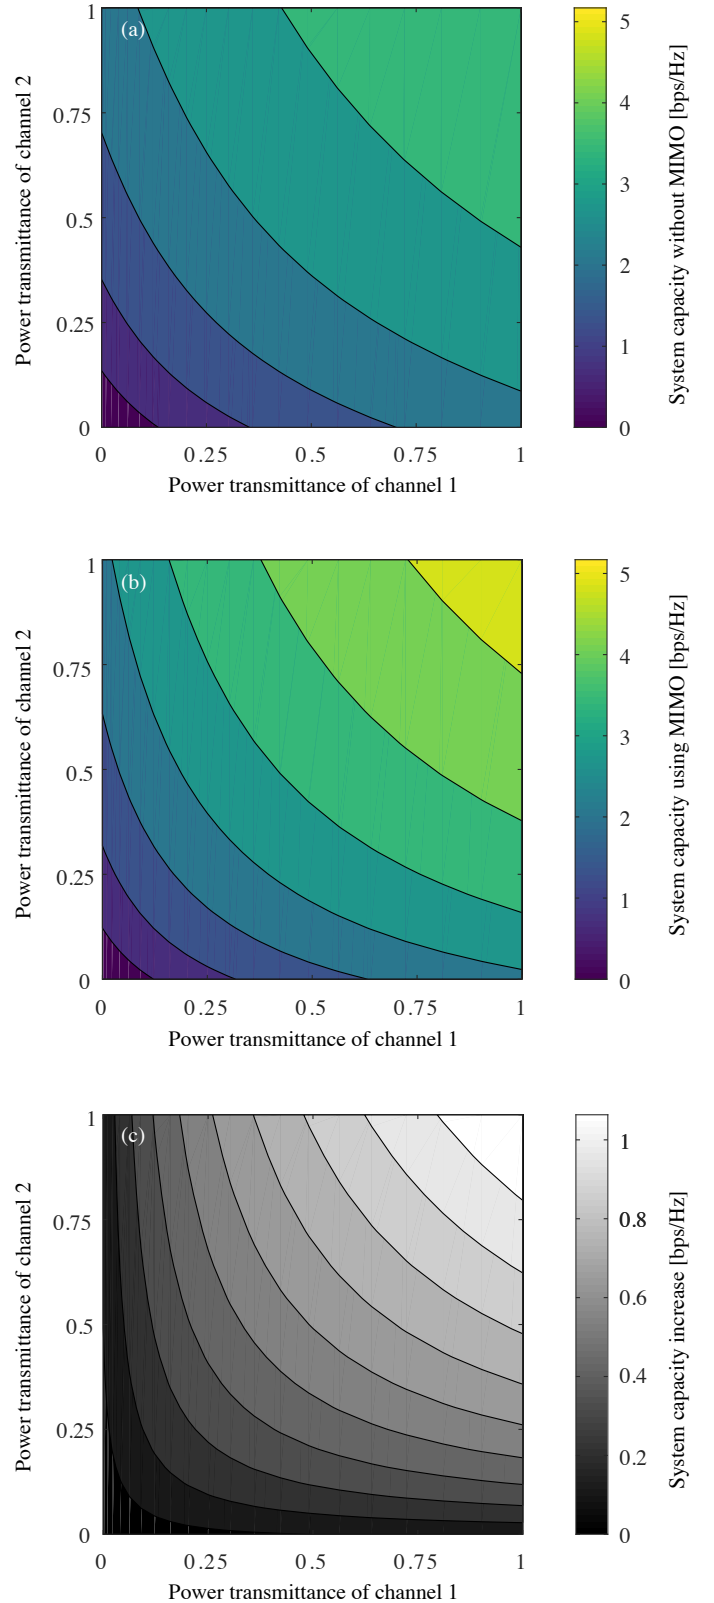 (a)
Power transmittance of channel 2
1
0.75
0.5
0.25
0
0 0.25 0.5 0.75 1
Power transmittance of channel 1
5
4
3
2
1
0
System capacity without MIMO [bps/Hz]
(b)
Power transmittance of channel 2
1
0.75
0.5
0.25
0
0 0.25 0.5 0.75 1
Power transmittance of channel 1
5
4
3
2
1
0
System capacity using MIMO [bps/Hz]
(c)
Power transmittance of channel 2
1
0.75
0.5
0.25
0
0 0.25 0.5 0.75 1
Power transmittance of channel 1
1
0.8
0.6
0.4
0.2
0
System capacity increase [bps/Hz]